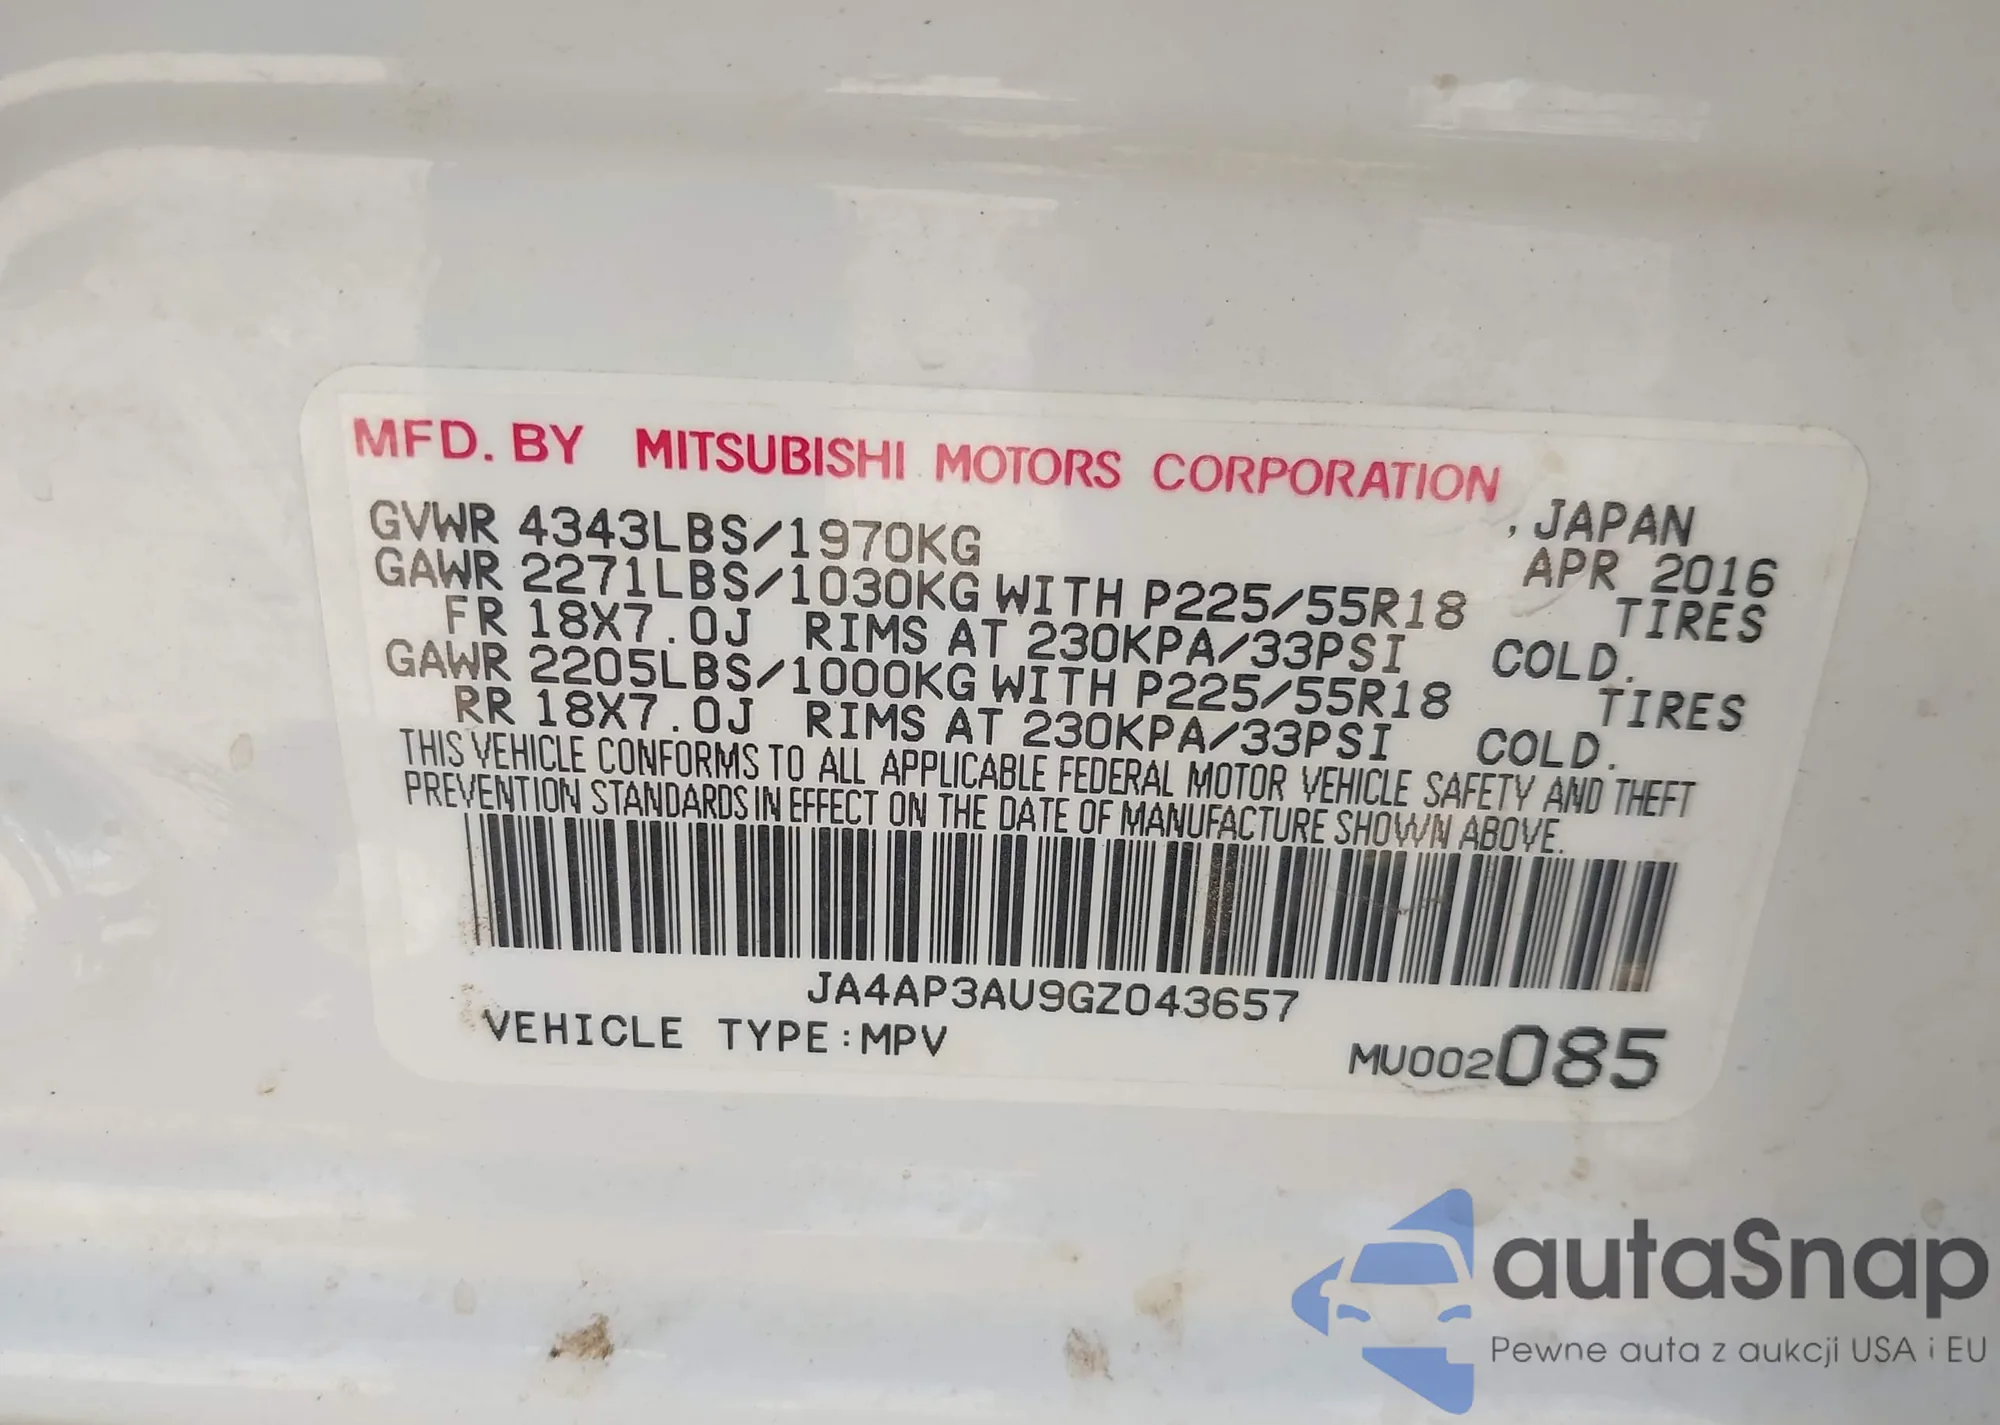 MFD. BY MITSUBISHI MOTORS CORPORATION
, JAPAN
GVWR 4343LBS/1970KG APR 2016
GAWR 2271LBS/1030KG WITH P225/55R18 TIRES
FR 18X7.0J RIMS AT 230KPA/33PSI COLD.
GAWR 2205LBS/1000KG WITH P225/55R18 TIRES
RR 18X7.0J RIMS AT 230KPA/33PSI COLD.
THIS VEHICLE CONFORMS TO ALL APPLICABLE FEDERAL MOTOR VEHICLE SAFETY AND THEFT
PREVENTION STANDARDS IN EFFECT ON THE DATE OF MANUFACTURE SHOWN ABOVE.
JA4AP3AU9GZ043657
VEHICLE TYPE:MPV
MU002085
autaSnap
Pewne auta z aukcji USA i EU